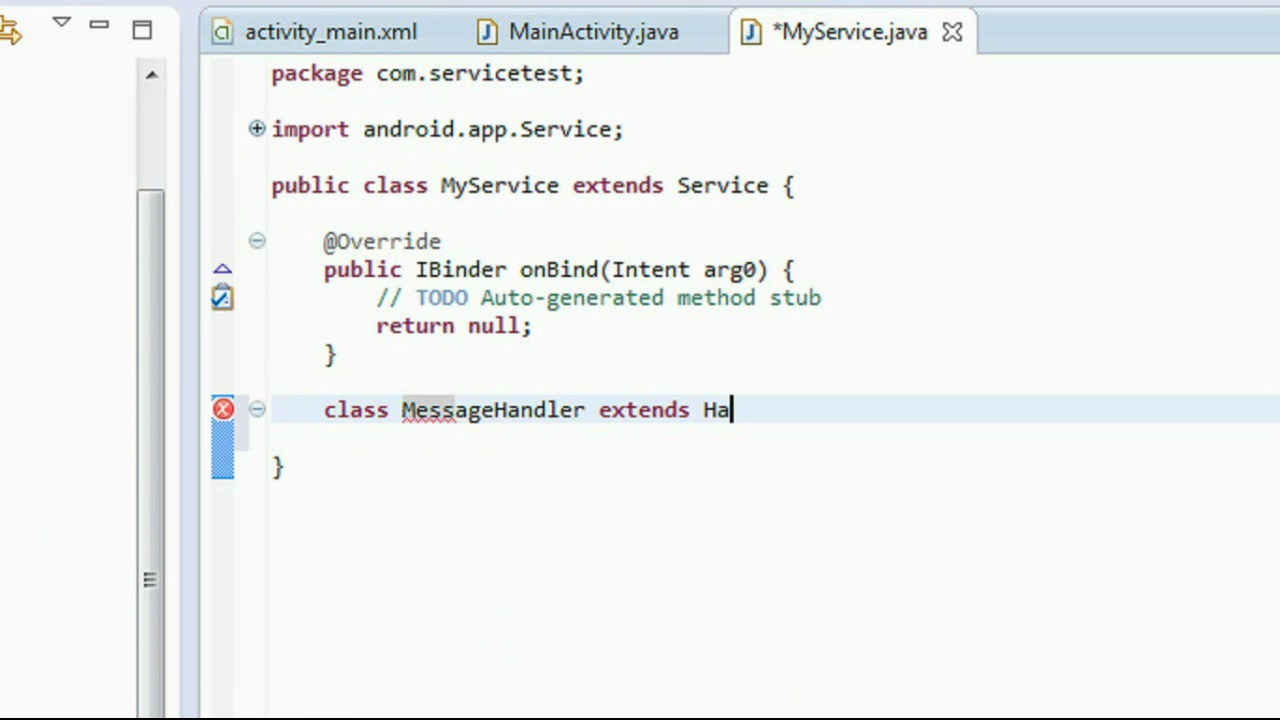 activity_main.xml MainActivity.java *MyService.java
package com.servicetest;
import android.app.Service;
public class MyService extends Service {
@Override
public IBinder onBind(Intent arg0) {
// TODO Auto-generated method stub
return null;
}
class MessageHandler extends Ha
}